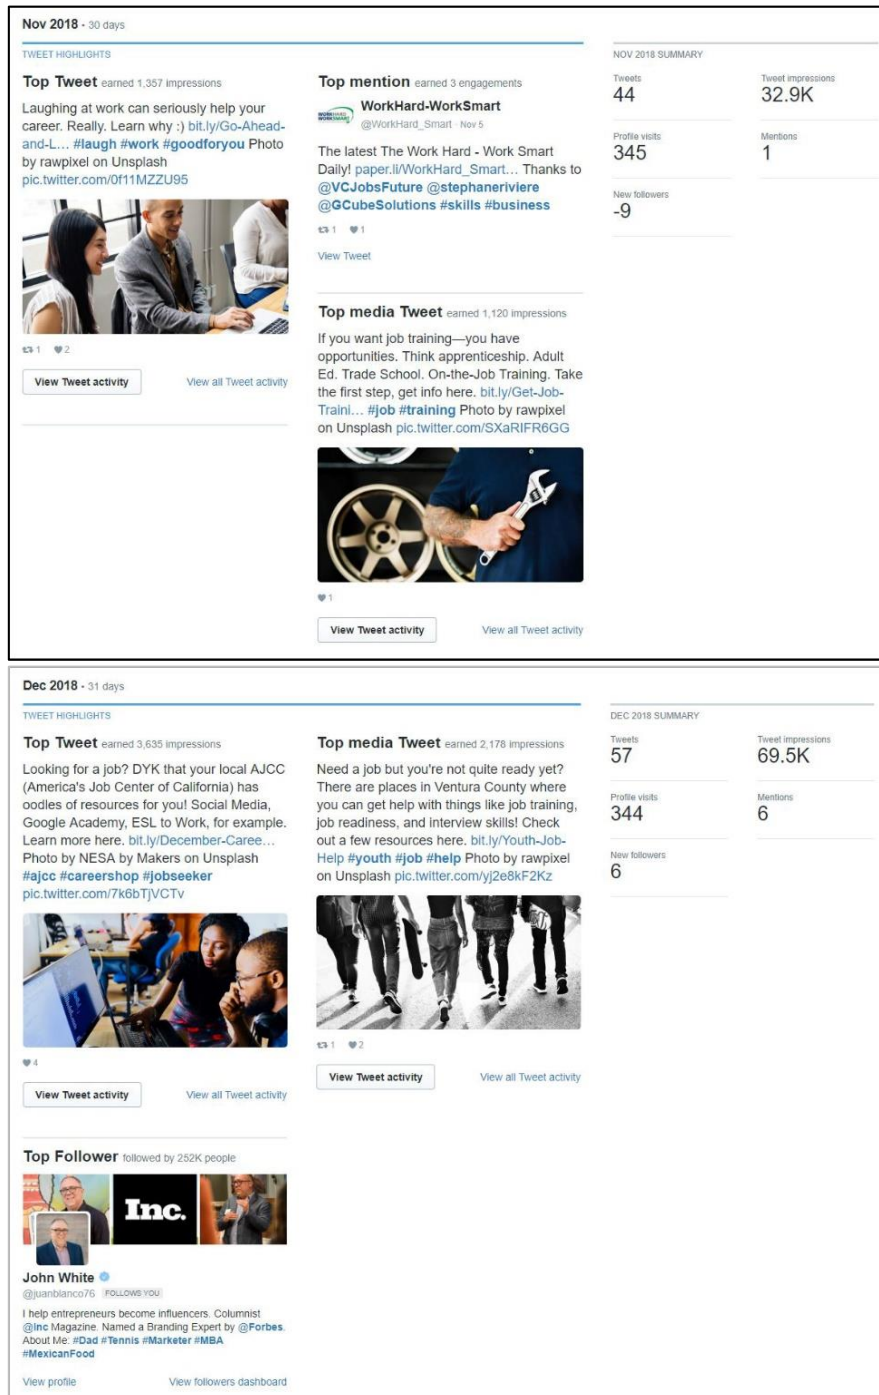 Nov 2018 • 30 days
TWEET HIGHLIGHTS
Top Tweet earned 1,357 impressions
Laughing at work can seriously help your
career. Really. Learn why :) bit.ly/Go-Ahead-
and-L… #laugh #work #goodforyou Photo
by rawpixel on Unsplash
pic.twitter.com/0f11MZZU95
1 2
View Tweet activity View all Tweet activity
Top mention earned 3 engagements
WORKHARD
WORKSMART
WorkHard-WorkSmart
@WorkHard_Smart · Nov 5
The latest The Work Hard - Work Smart
Daily! paper.li/WorkHard_Smart… Thanks to
@VCJobsFuture @stephaneriviere
@GCubeSolutions #skills #business
1 1
View Tweet
Top media Tweet earned 1,120 impressions
If you want job training—you have
opportunities. Think apprenticeship. Adult
Ed. Trade School. On-the-Job Training. Take
the first step, get info here. bit.ly/Get-Job-
Traini… #job #training Photo by rawpixel
on Unsplash pic.twitter.com/SXaRIFR6GG
1
View Tweet activity View all Tweet activity
NOV 2018 SUMMARY
Tweets Tweet impressions
44 32.9K
Profile visits Mentions
345 1
New followers
-9
Dec 2018 • 31 days
TWEET HIGHLIGHTS
Top Tweet earned 3,635 impressions
Looking for a job? DYK that your local AJCC
(America's Job Center of California) has
oodles of resources for you! Social Media,
Google Academy, ESL to Work, for example.
Learn more here. bit.ly/December-Caree…
Photo by NESA by Makers on Unsplash
#ajcc #careershop #jobseeker
pic.twitter.com/7k6bTjVCTv
4
View Tweet activity View all Tweet activity
Top Follower followed by 252K people
Inc.
John White
@juanblanco76 FOLLOWS YOU
I help entrepreneurs become influencers. Columnist
@Inc Magazine. Named a Branding Expert by @Forbes.
About Me: #Dad #Tennis #Marketer #MBA
#MexicanFood
View profile View followers dashboard
Top media Tweet earned 2,178 impressions
Need a job but you're not quite ready yet?
There are places in Ventura County where
you can get help with things like job training,
job readiness, and interview skills! Check
out a few resources here. bit.ly/Youth-Job-
Help #youth #job #help Photo by rawpixel
on Unsplash pic.twitter.com/yj2e8kF2Kz
1 2
View Tweet activity View all Tweet activity
DEC 2018 SUMMARY
Tweets Tweet impressions
57 69.5K
Profile visits Mentions
344 6
New followers
6